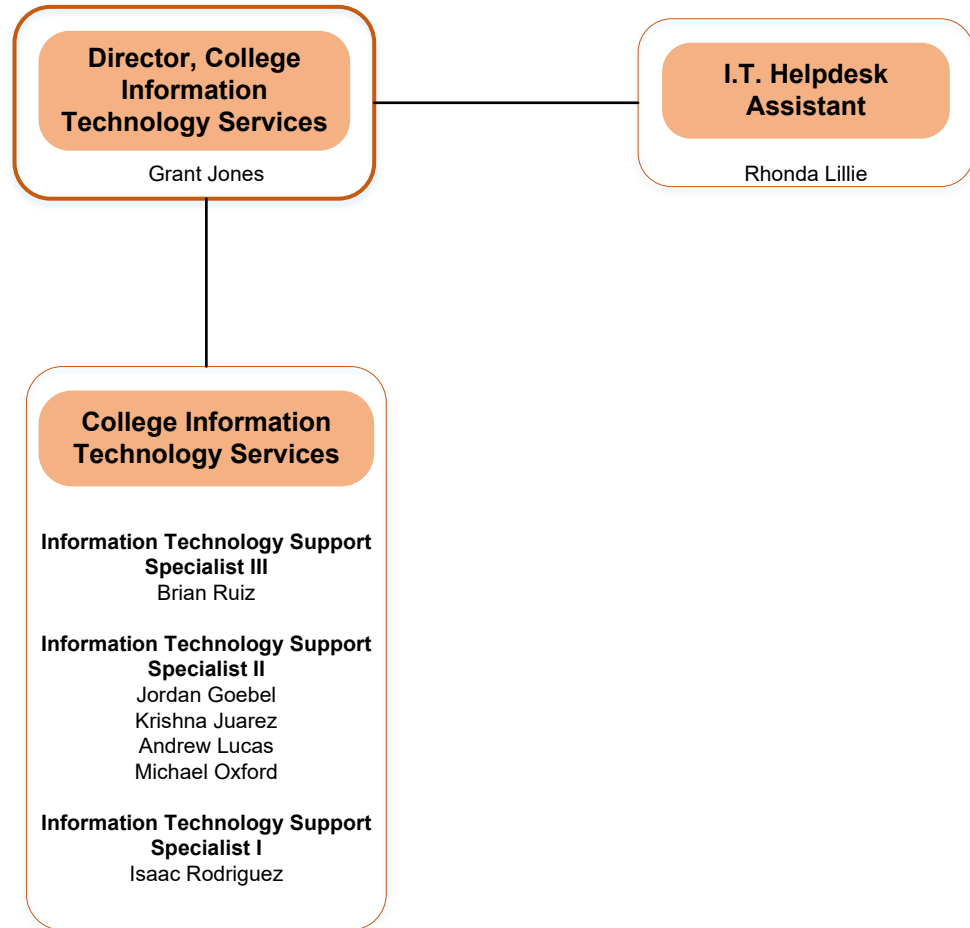 Director, College
Information
Technology Services
Grant Jones
I.T. Helpdesk
Assistant
Rhonda Lillie
College Information
Technology Services
Information Technology Support
Specialist III
Brian Ruiz
Information Technology Support
Specialist II
Jordan Goebel
Krishna Juarez
Andrew Lucas
Michael Oxford
Information Technology Support
Specialist I
Isaac Rodriguez